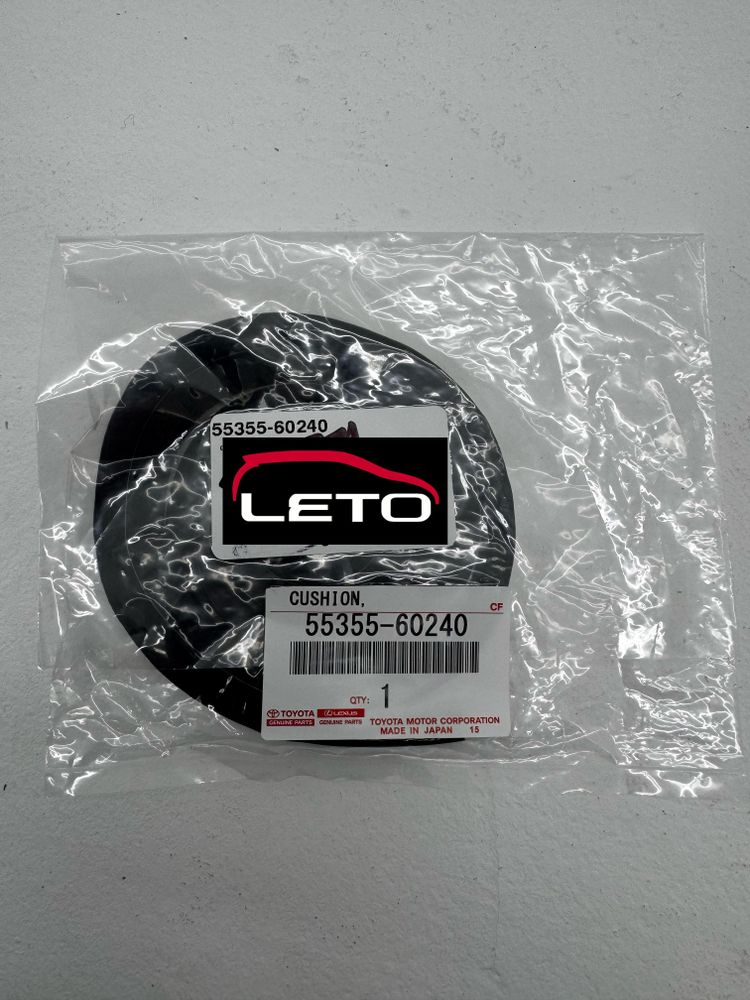 55355-60240
LETO
CUSHION,
CF
55355-60240
QTY: 1
TOYOTA LEXUS TOYOTA MOTOR CORPORATION
GENUINE PARTS GENUINE PARTS MADE IN JAPAN 15